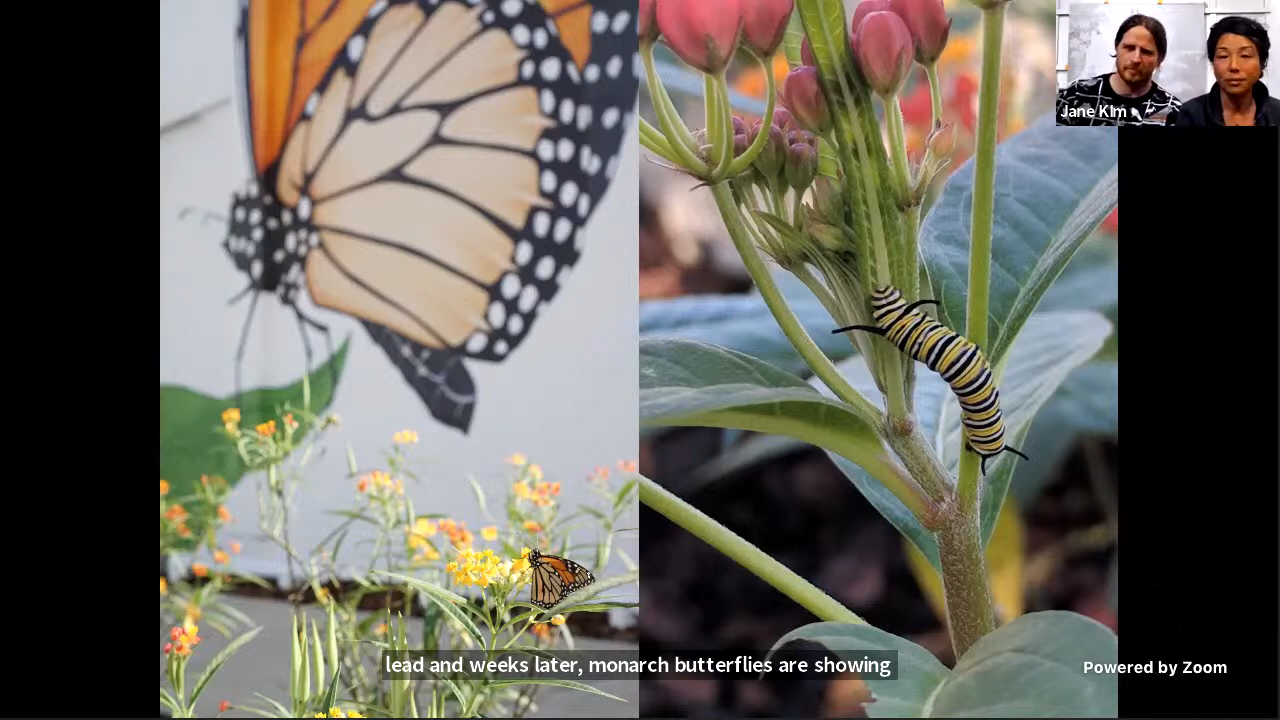 Jane Kim
lead and weeks later, monarch butterflies are showing
Powered by Zoom